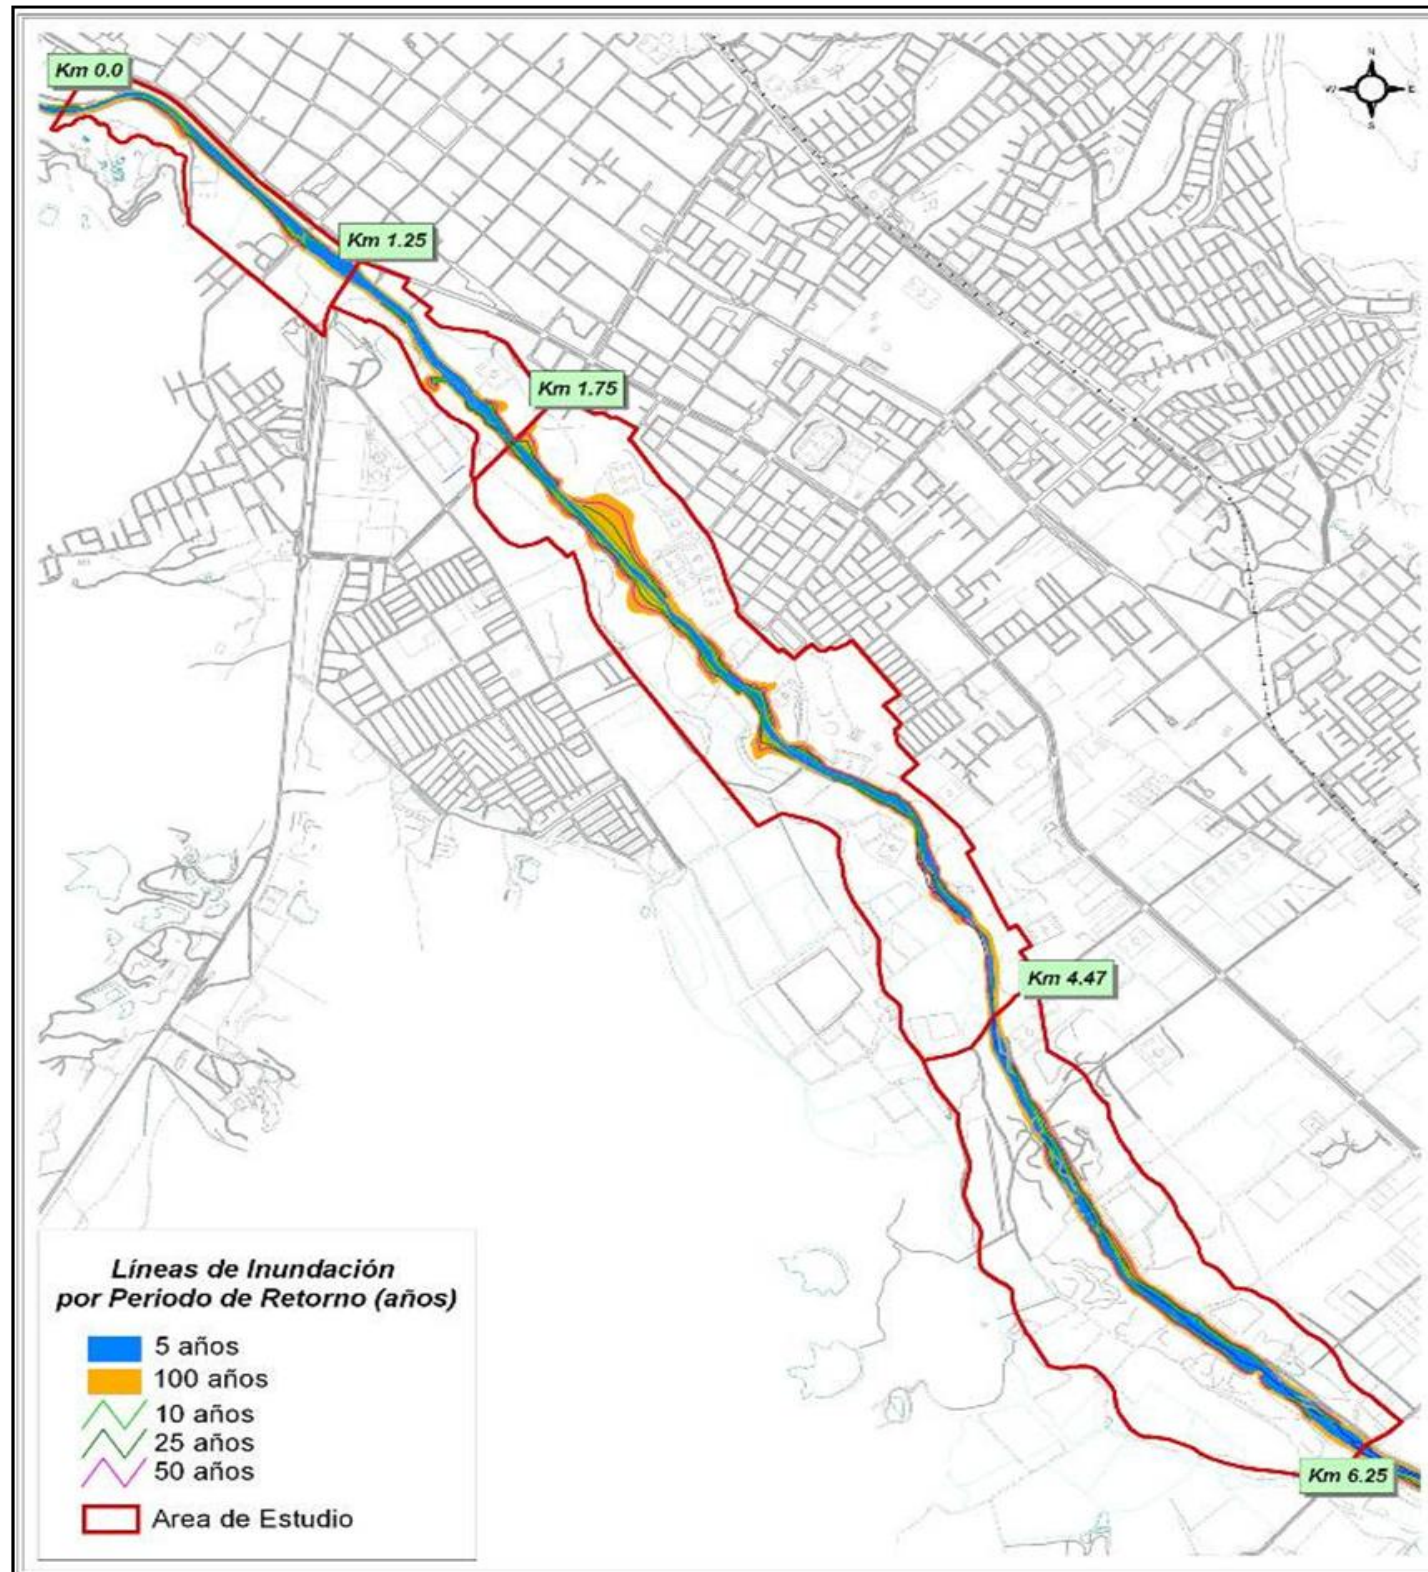 Km 0.0
N
W
E
S
Km 1.25
Km 1.75
Km 4.47
Km 6.25
Líneas de Inundación
por Periodo de Retorno (años)
5 años
100 años
10 años
25 años
50 años
Area de Estudio